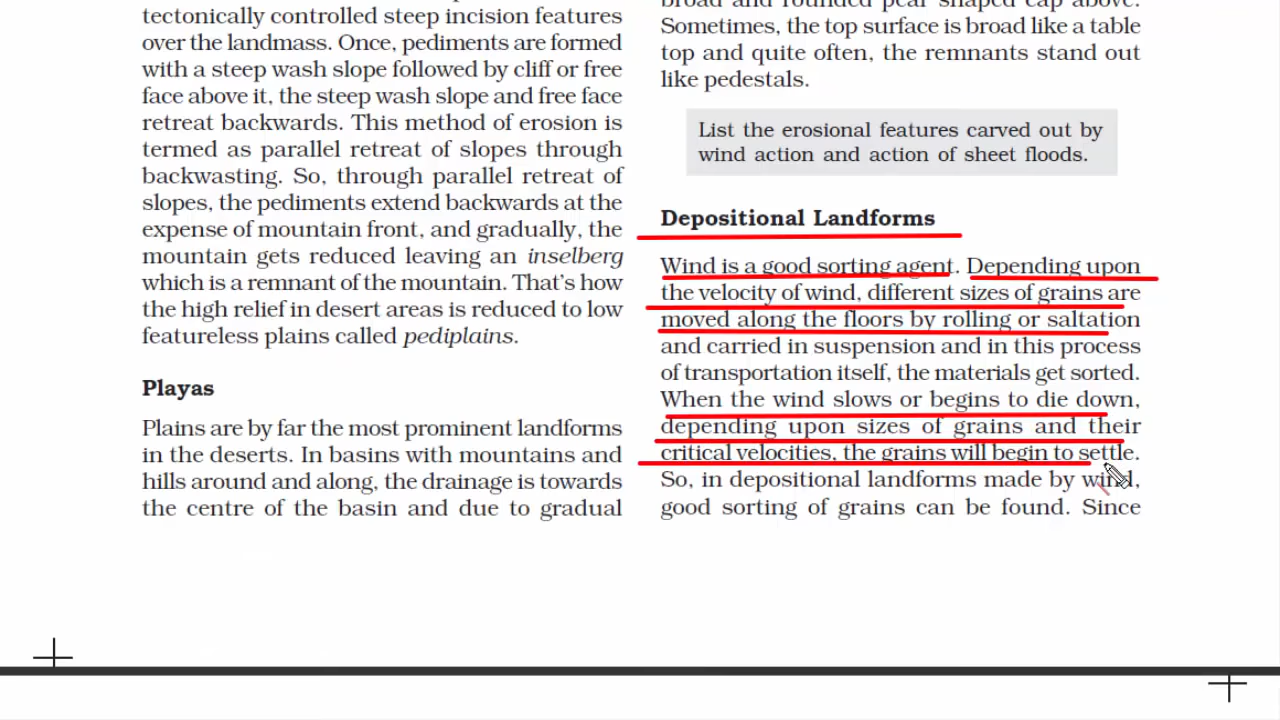 tectonically controlled steep incision features
over the landmass. Once, pediments are formed
with a steep wash slope followed by cliff or free
face above it, the steep wash slope and free face
retreat backwards. This method of erosion is
termed as parallel retreat of slopes through
backwasting. So, through parallel retreat of
slopes, the pediments extend backwards at the
expense of mountain front, and gradually, the
mountain gets reduced leaving an inselberg
which is a remnant of the mountain. That's how
the high relief in desert areas is reduced to low
featureless plains called pediplains.
Playas
Plains are by far the most prominent landforms
in the deserts. In basins with mountains and
hills around and along, the drainage is towards
the centre of the basin and due to gradual
broad and rounded pear shaped cap above.
Sometimes, the top surface is broad like a table
top and quite often, the remnants stand out
like pedestals.
List the erosional features carved out by
wind action and action of sheet floods.
Depositional Landforms
Wind is a good sorting agent. Depending upon
the velocity of wind, different sizes of grains are
moved along the floors by rolling or saltation
and carried in suspension and in this process
of transportation itself, the materials get sorted.
When the wind slows or begins to die down,
depending upon sizes of grains and their
critical velocities, the grains will begin to settle.
So, in depositional landforms made by wind,
good sorting of grains can be found. Since